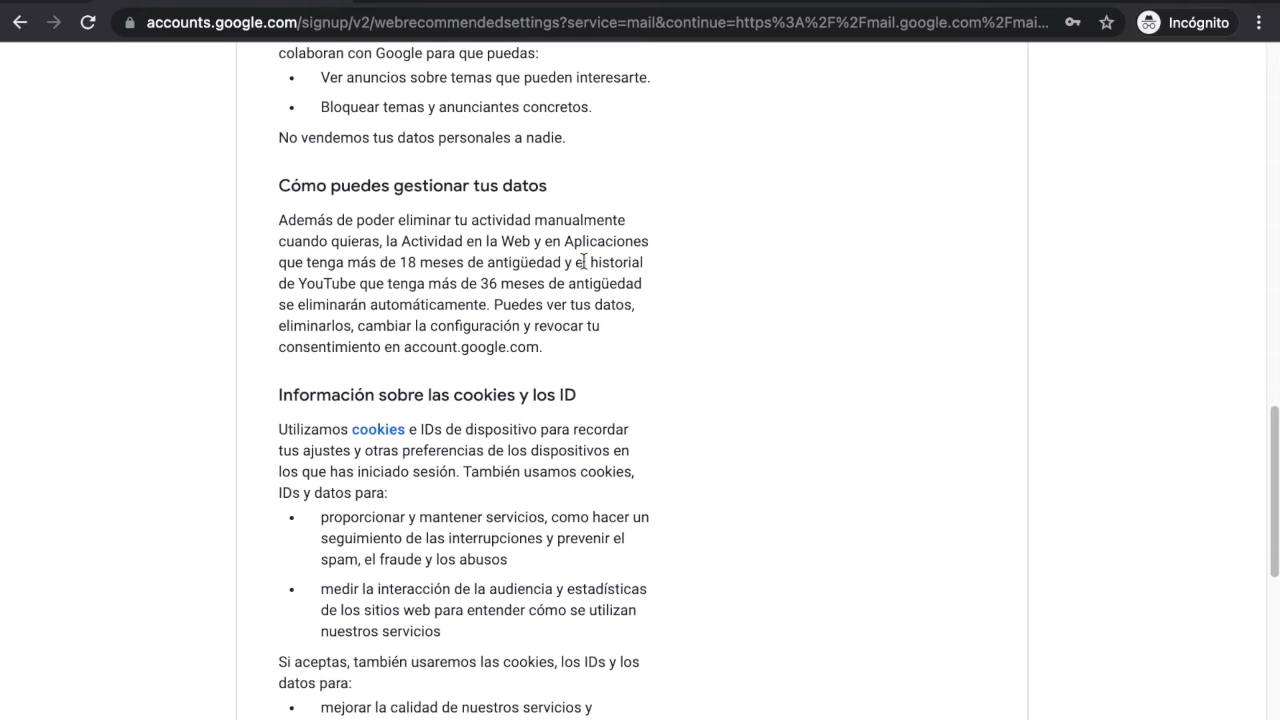 accounts.google.com/signup/v2/webrecommendedsettings?service=mail&continue=https%3A%2F%2Fmail.google.com%2Fmai...
Incógnito
colaboran con Google para que puedas:
• Ver anuncios sobre temas que pueden interesarte.
• Bloquear temas y anunciantes concretos.
No vendemos tus datos personales a nadie.
Cómo puedes gestionar tus datos
Además de poder eliminar tu actividad manualmente
cuando quieras, la Actividad en la Web y en Aplicaciones
que tenga más de 18 meses de antigüedad y el historial
de YouTube que tenga más de 36 meses de antigüedad
se eliminarán automáticamente. Puedes ver tus datos,
eliminarlos, cambiar la configuración y revocar tu
consentimiento en account.google.com.
Información sobre las cookies y los ID
Utilizamos cookies e IDs de dispositivo para recordar
tus ajustes y otras preferencias de los dispositivos en
los que has iniciado sesión. También usamos cookies,
IDs y datos para:
• proporcionar y mantener servicios, como hacer un
seguimiento de las interrupciones y prevenir el
spam, el fraude y los abusos
• medir la interacción de la audiencia y estadísticas
de los sitios web para entender cómo se utilizan
nuestros servicios
Si aceptas, también usaremos las cookies, los IDs y los
datos para:
• mejorar la calidad de nuestros servicios y